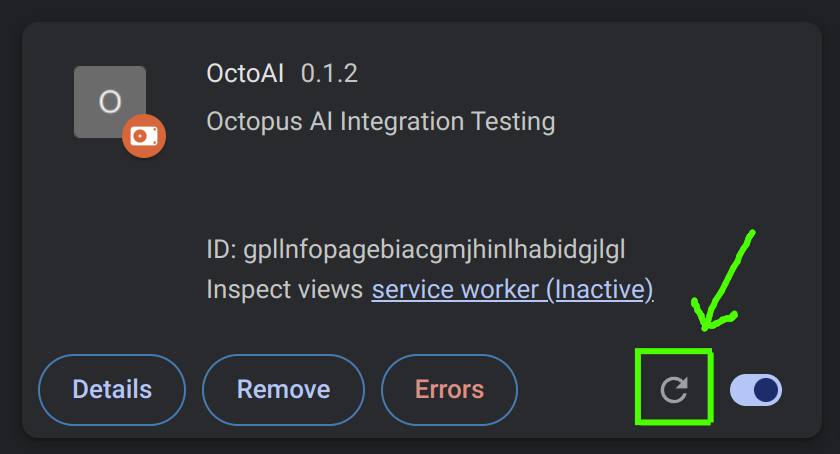 O
OctoAI 0.1.2
Octopus AI Integration Testing
ID: gpllnfopagebiacgmjhinlhabidgjlgl
Inspect views service worker (Inactive)
Details Remove Errors